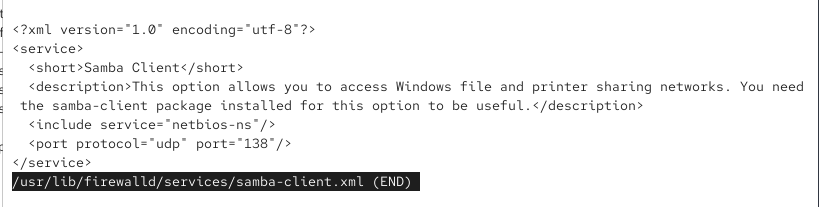 <?xml version="1.0" encoding="utf-8"?>
<service>
  <short>Samba Client</short>
  <description>This option allows you to access Windows file and printer sharing networks. You need
 the samba-client package installed for this option to be useful.</description>
  <include service="netbios-ns"/>
  <port protocol="udp" port="138"/>
</service>
/usr/lib/firewalld/services/samba-client.xml (END)